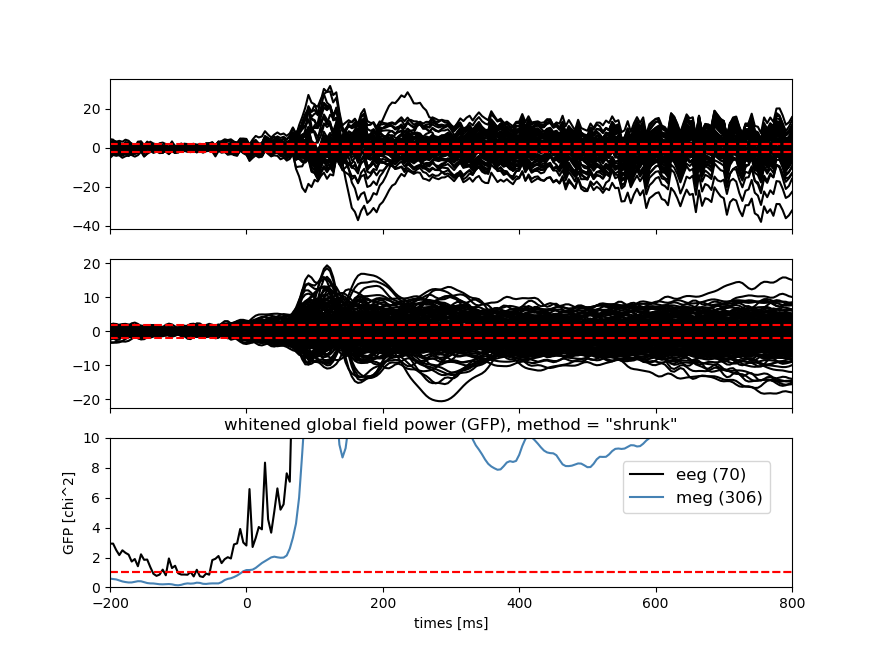 20
0
−20
−40
20
10
0
−10
−20
whitened global field power (GFP), method = "shrunk"
10
8
6
4
2
0
GFP [chi^2]
eeg (70)
meg (306)
−200 0 200 400 600 800
times [ms]